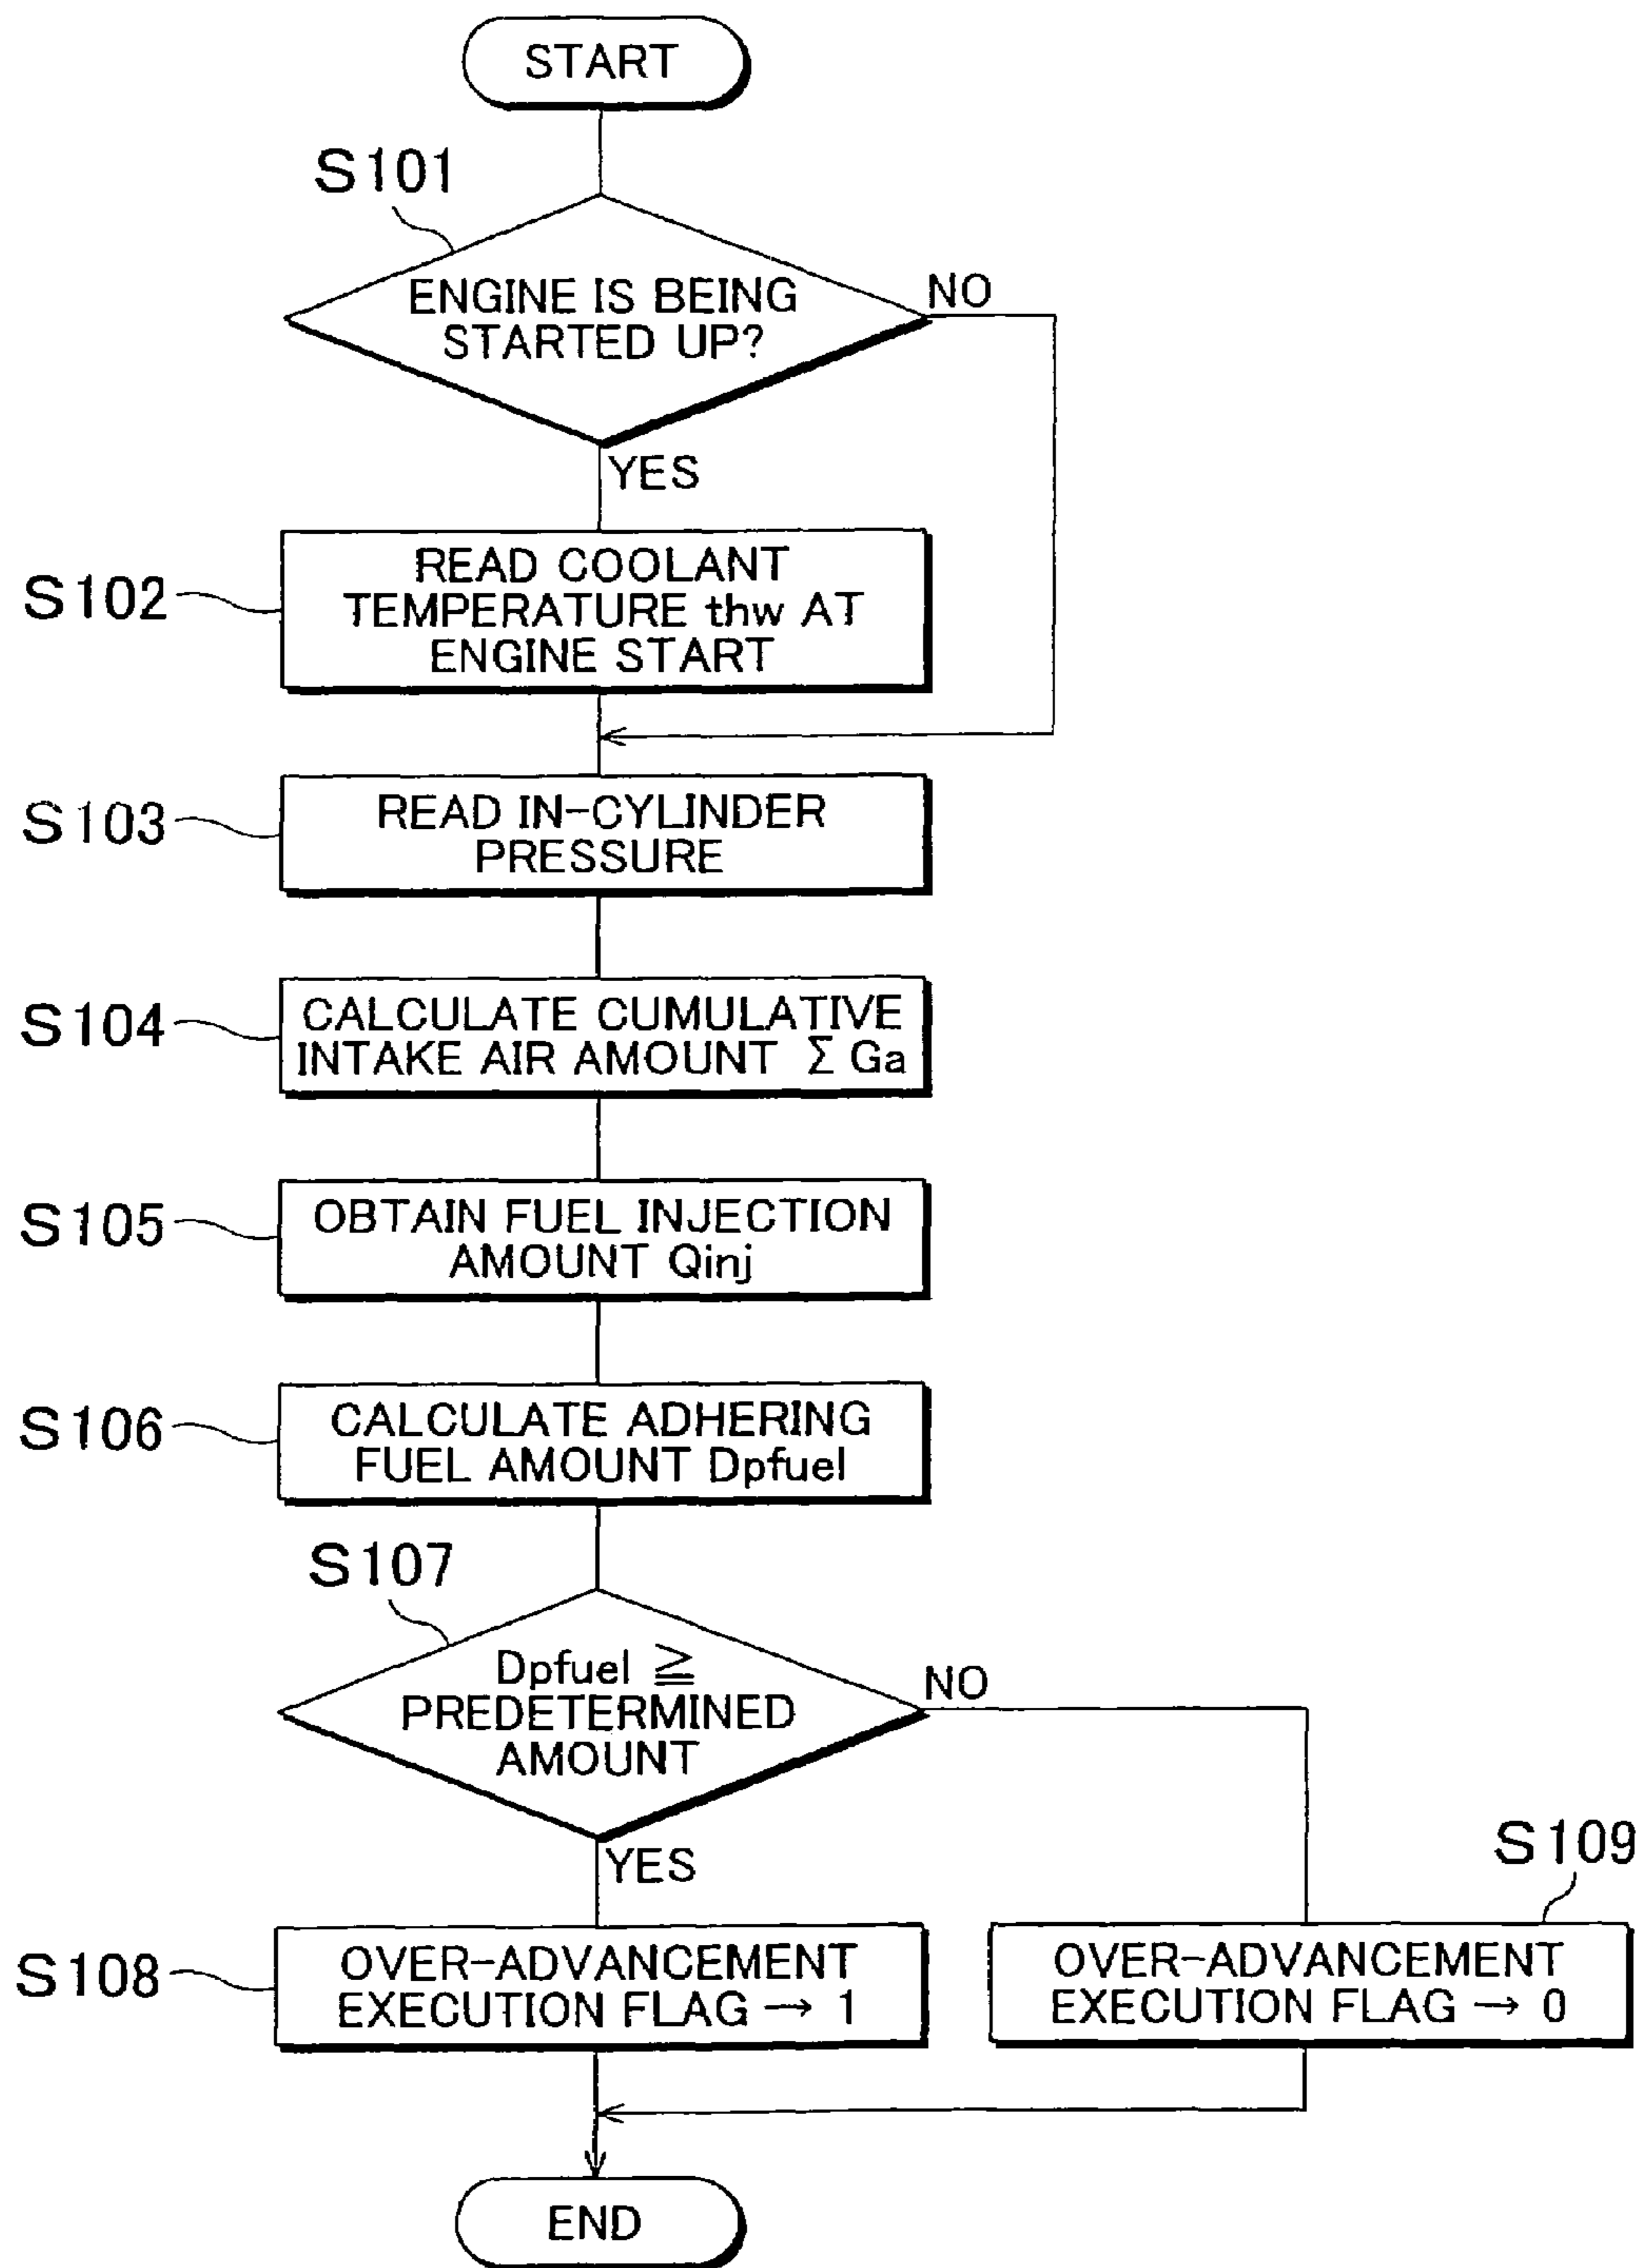 START
S101
ENGINE IS BEING
STARTED UP?
NO
YES
S102
READ COOLANT
TEMPERATURE thw AT
ENGINE START
S103
READ IN-CYLINDER
PRESSURE
S104
CALCULATE CUMULATIVE
INTAKE AIR AMOUNT Σ Ga
S105
OBTAIN FUEL INJECTION
AMOUNT Qinj
S106
CALCULATE ADHERING
FUEL AMOUNT Dpfuel
S107
Dpfuel ≧
PREDETERMINED
AMOUNT
NO
YES
S108
OVER-ADVANCEMENT
EXECUTION FLAG → 1
S109
OVER-ADVANCEMENT
EXECUTION FLAG → 0
END